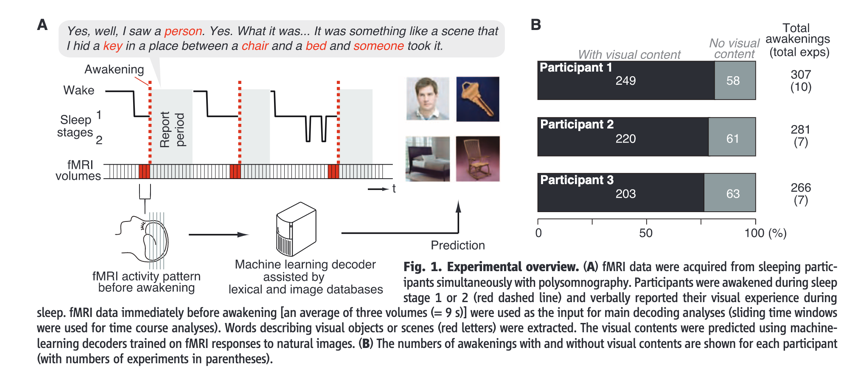 A
Yes, well, I saw a person. Yes. What it was... It was something like a scene that
I hid a key in a place between a chair and a bed and someone took it.
Awakening
Wake
Sleep
stages
1
2
Report
period
fMRI
volumes
t
fMRI activity pattern
before awakening
Machine learning decoder
assisted by
lexical and image databases
Prediction
B
With visual content
No visual
content
Total
awakenings
(total exps)
Participant 1
249
58
307
(10)
Participant 2
220
61
281
(7)
Participant 3
203
63
266
(7)
0
50
100 (%)
Fig. 1. Experimental overview. (A) fMRI data were acquired from sleeping partic-
ipants simultaneously with polysomnography. Participants were awakened during sleep
stage 1 or 2 (red dashed line) and verbally reported their visual experience during
sleep. fMRI data immediately before awakening [an average of three volumes (= 9 s)] were used as the input for main decoding analyses (sliding time windows
were used for time course analyses). Words describing visual objects or scenes (red letters) were extracted. The visual contents were predicted using machine-
learning decoders trained on fMRI responses to natural images. (B) The numbers of awakenings with and without visual contents are shown for each participant
(with numbers of experiments in parentheses).